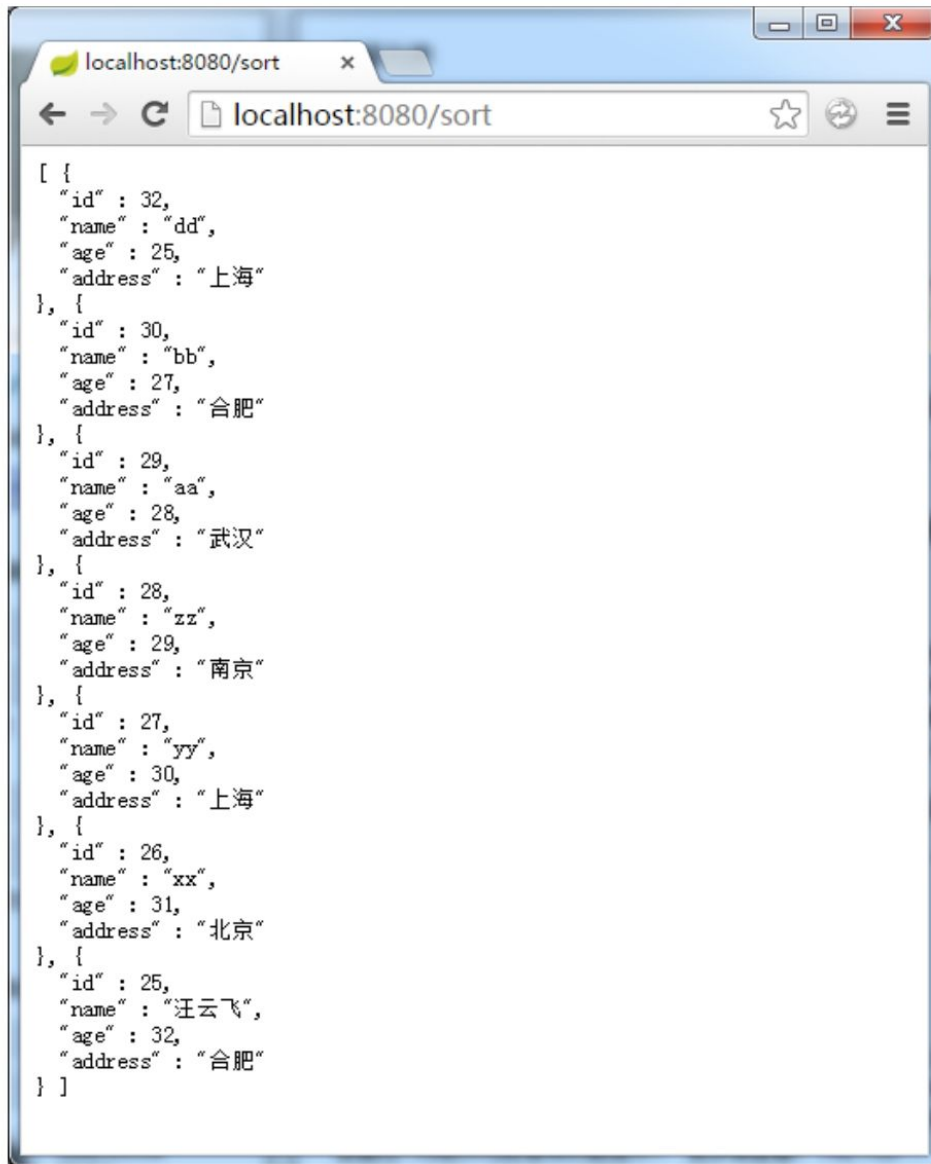 localhost:8080/sort
localhost:8080/sort
[ {
"id" : 32,
"name" : "dd",
"age" : 25,
"address" : "上海"
}, {
"id" : 30,
"name" : "bb",
"age" : 27,
"address" : "合肥"
}, {
"id" : 29,
"name" : "aa",
"age" : 28,
"address" : "武汉"
}, {
"id" : 28,
"name" : "zz",
"age" : 29,
"address" : "南京"
}, {
"id" : 27,
"name" : "yy",
"age" : 30,
"address" : "上海"
}, {
"id" : 26,
"name" : "xx",
"age" : 31,
"address" : "北京"
}, {
"id" : 25,
"name" : "汪云飞",
"age" : 32,
"address" : "合肥"
} ]